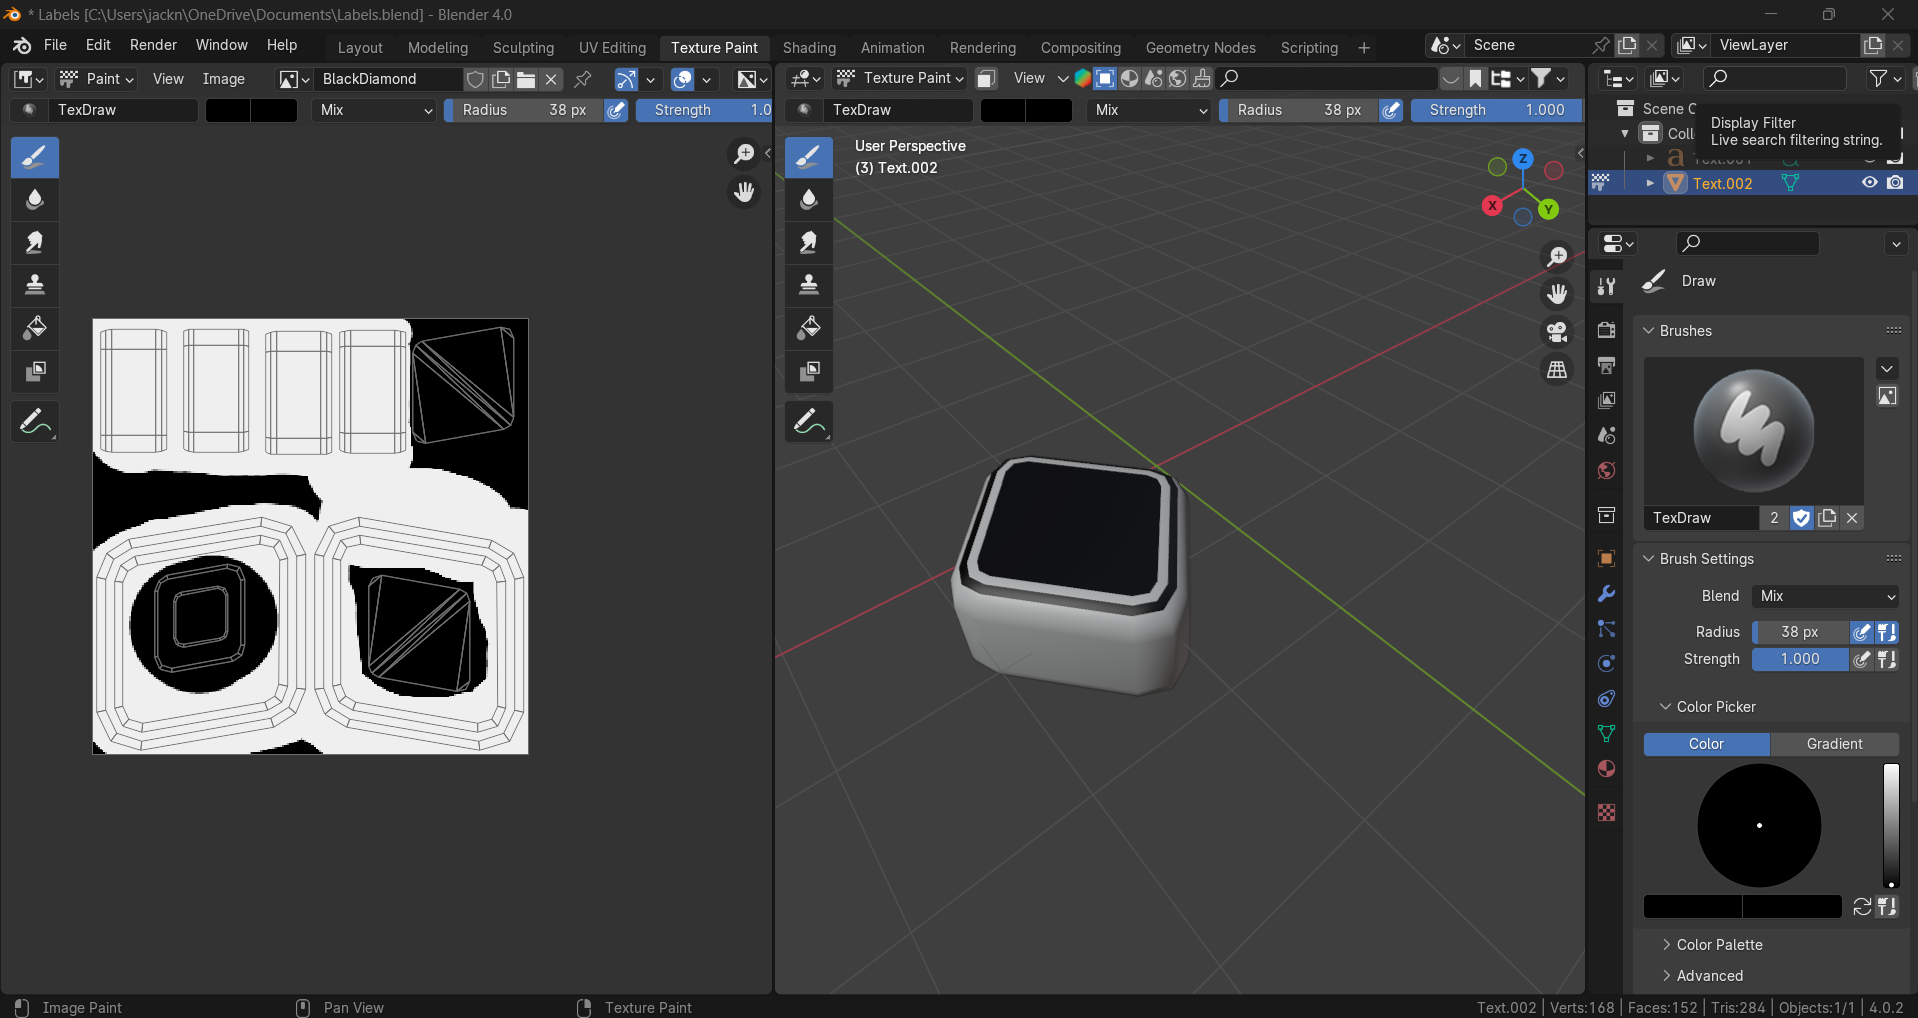 * Labels [C:\Users\jackn\OneDrive\Documents\Labels.blend] - Blender 4.0
File Edit Render Window Help Layout Modeling Sculpting UV Editing Texture Paint Shading Animation Rendering Compositing Geometry Nodes Scripting + Scene ViewLayer
Paint View Image BlackDiamond Texture Paint View
TexDraw Mix Radius 38 px Strength 1.0 TexDraw Mix Radius 38 px Strength 1.000
Scene C
Display Filter
Live search filtering string.
Coll
Text.001
Text.002
User Perspective
(3) Text.002
Z
X
Y
Draw
Brushes
TexDraw 2
Brush Settings
Blend Mix
Radius 38 px
Strength 1.000
Color Picker
Color Gradient
Color Palette
Advanced
Image Paint Pan View Texture Paint Text.002 | Verts:168 | Faces:152 | Tris:284 | Objects:1/1 | 4.0.2